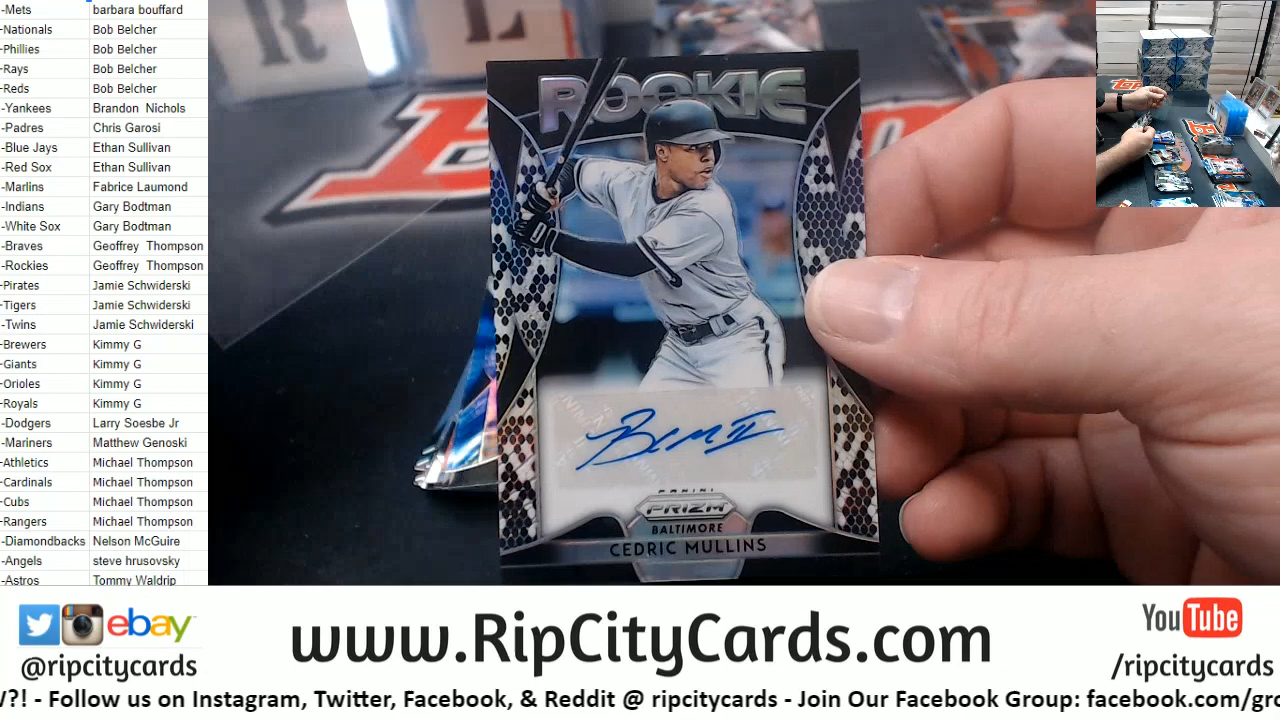 -Mets barbara bouffard
-Nationals Bob Belcher
-Phillies Bob Belcher
-Rays Bob Belcher
-Reds Bob Belcher
-Yankees Brandon Nichols
-Padres Chris Garosi
-Blue Jays Ethan Sullivan
-Red Sox Ethan Sullivan
-Marlins Fabrice Laumond
-Indians Gary Bodtman
-White Sox Gary Bodtman
-Braves Geoffrey Thompson
-Rockies Geoffrey Thompson
-Pirates Jamie Schwiderski
-Tigers Jamie Schwiderski
-Twins Jamie Schwiderski
-Brewers Kimmy G
-Giants Kimmy G
-Orioles Kimmy G
-Royals Kimmy G
-Dodgers Larry Soesbe Jr
-Mariners Matthew Genoski
-Athletics Michael Thompson
-Cardinals Michael Thompson
-Cubs Michael Thompson
-Rangers Michael Thompson
-Diamondbacks Nelson McGuire
-Angels steve hrusovsky
-Astros Tommy Waldrip
ROOKIE
PANINI
PRIZM
BALTIMORE
CEDRIC MULLINS
ebay
@ripcitycards
www.RipCityCards.com
YouTube
/ripcitycards
?! - Follow us on Instagram, Twitter, Facebook, & Reddit @ ripcitycards - Join Our Facebook Group: facebook.com/gro